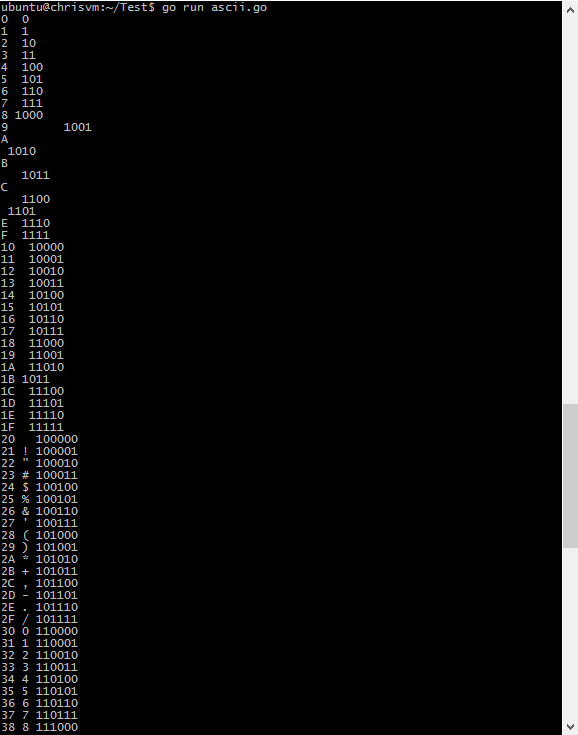 ubuntu@chrisvm:~/Test$ go run ascii.go
0  0
1  1
2  10
3  11
4  100
5  101
6  110
7  111
8 1000
9        1001
A
 1010
B
   1011
C
   1100
 1101
E  1110
F  1111
10  10000
11  10001
12  10010
13  10011
14  10100
15  10101
16  10110
17  10111
18  11000
19  11001
1A  11010
1B 1011
1C  11100
1D  11101
1E  11110
1F  11111
20   100000
21 ! 100001
22 " 100010
23 # 100011
24 $ 100100
25 % 100101
26 & 100110
27 ' 100111
28 ( 101000
29 ) 101001
2A * 101010
2B + 101011
2C , 101100
2D - 101101
2E . 101110
2F / 101111
30 0 110000
31 1 110001
32 2 110010
33 3 110011
34 4 110100
35 5 110101
36 6 110110
37 7 110111
38 8 111000